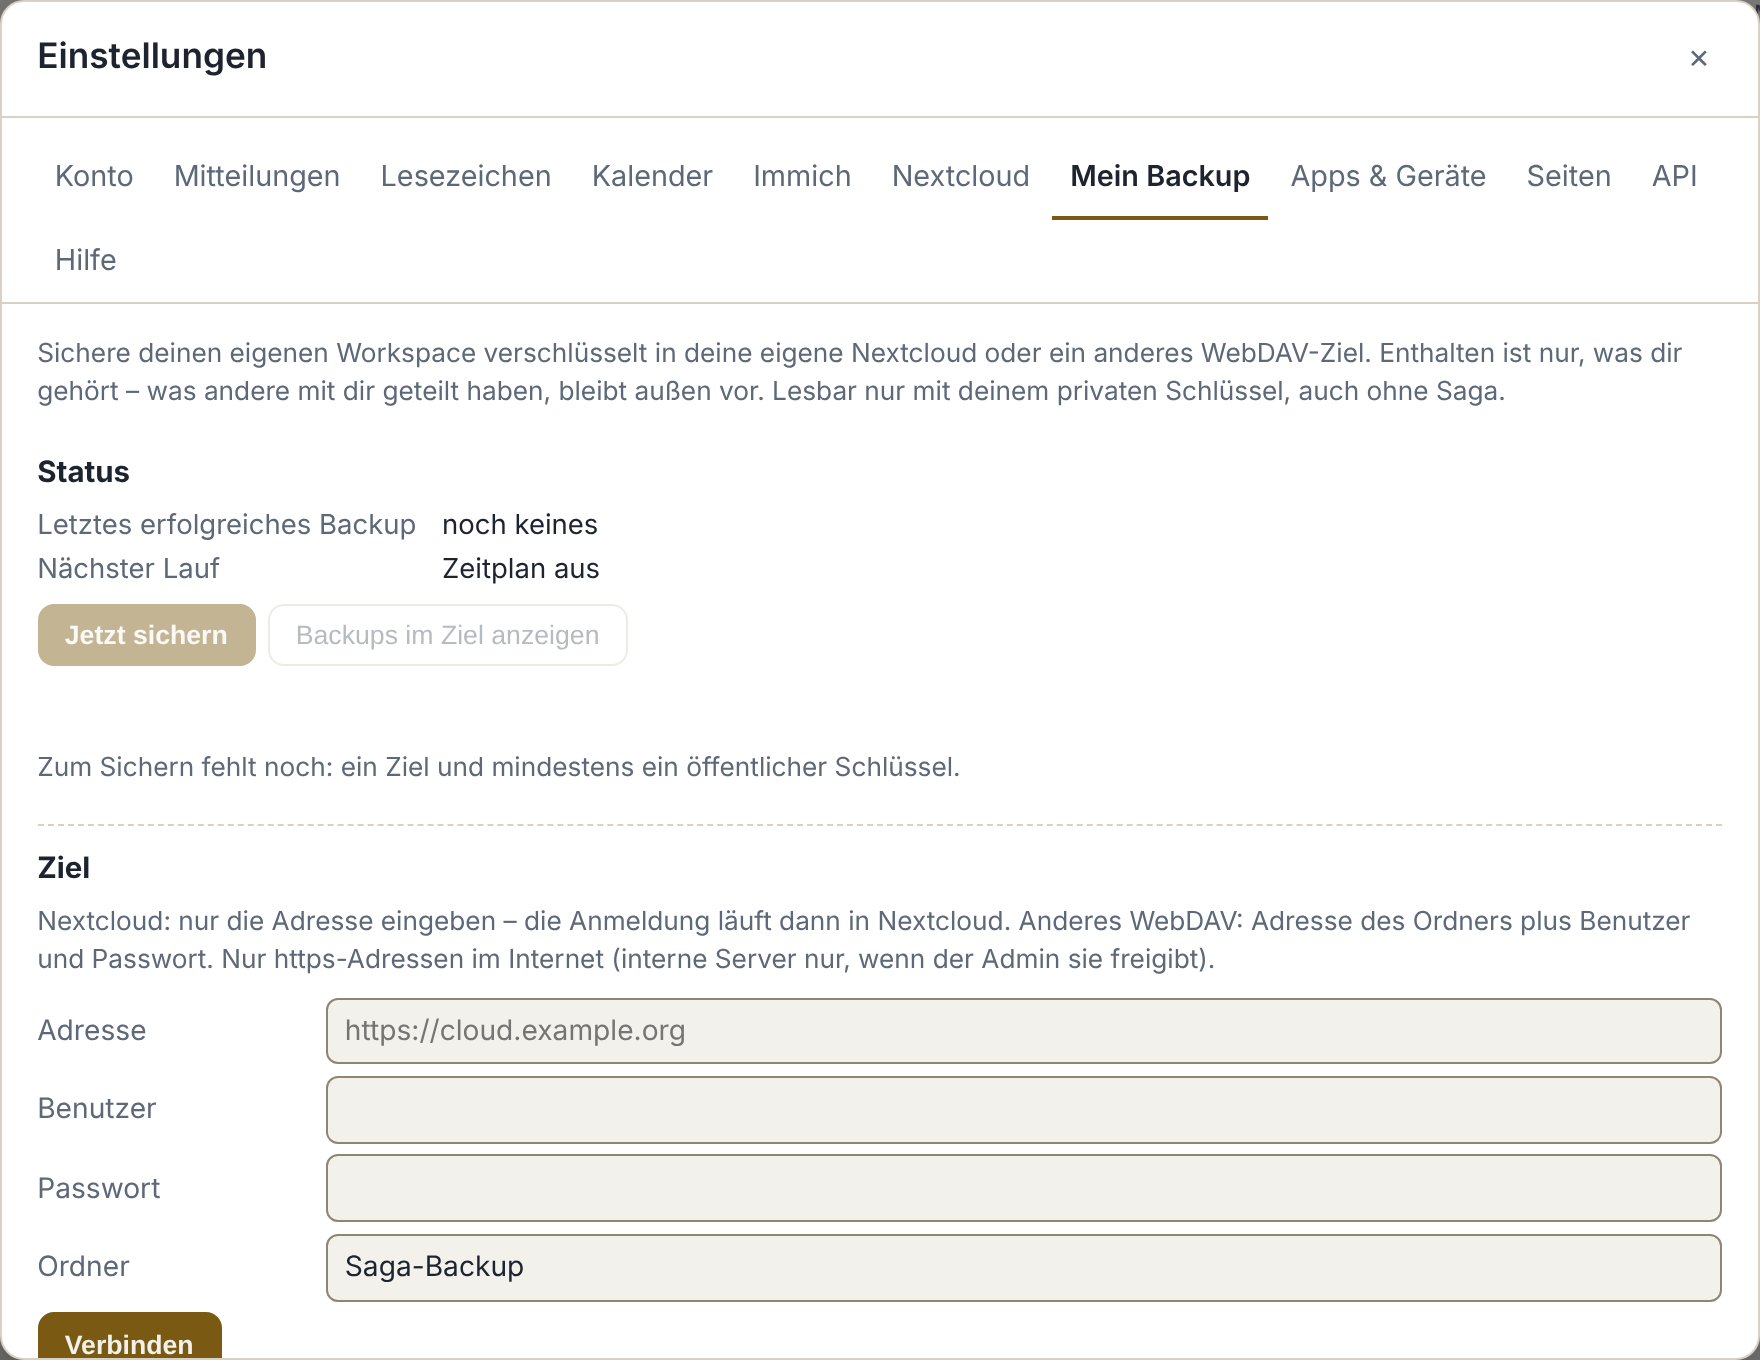 Einstellungen
×
Konto Mitteilungen Lesezeichen Kalender Immich Nextcloud Mein Backup Apps & Geräte Seiten API
Hilfe
Sichere deinen eigenen Workspace verschlüsselt in deine eigene Nextcloud oder ein anderes WebDAV-Ziel. Enthalten ist nur, was dir
gehört – was andere mit dir geteilt haben, bleibt außen vor. Lesbar nur mit deinem privaten Schlüssel, auch ohne Saga.
Status
Letztes erfolgreiches Backup noch keines
Nächster Lauf Zeitplan aus
Jetzt sichern Backups im Ziel anzeigen
Zum Sichern fehlt noch: ein Ziel und mindestens ein öffentlicher Schlüssel.
Ziel
Nextcloud: nur die Adresse eingeben – die Anmeldung läuft dann in Nextcloud. Anderes WebDAV: Adresse des Ordners plus Benutzer
und Passwort. Nur https-Adressen im Internet (interne Server nur, wenn der Admin sie freigibt).
Adresse https://cloud.example.org
Benutzer
Passwort
Ordner Saga-Backup
Verbinden